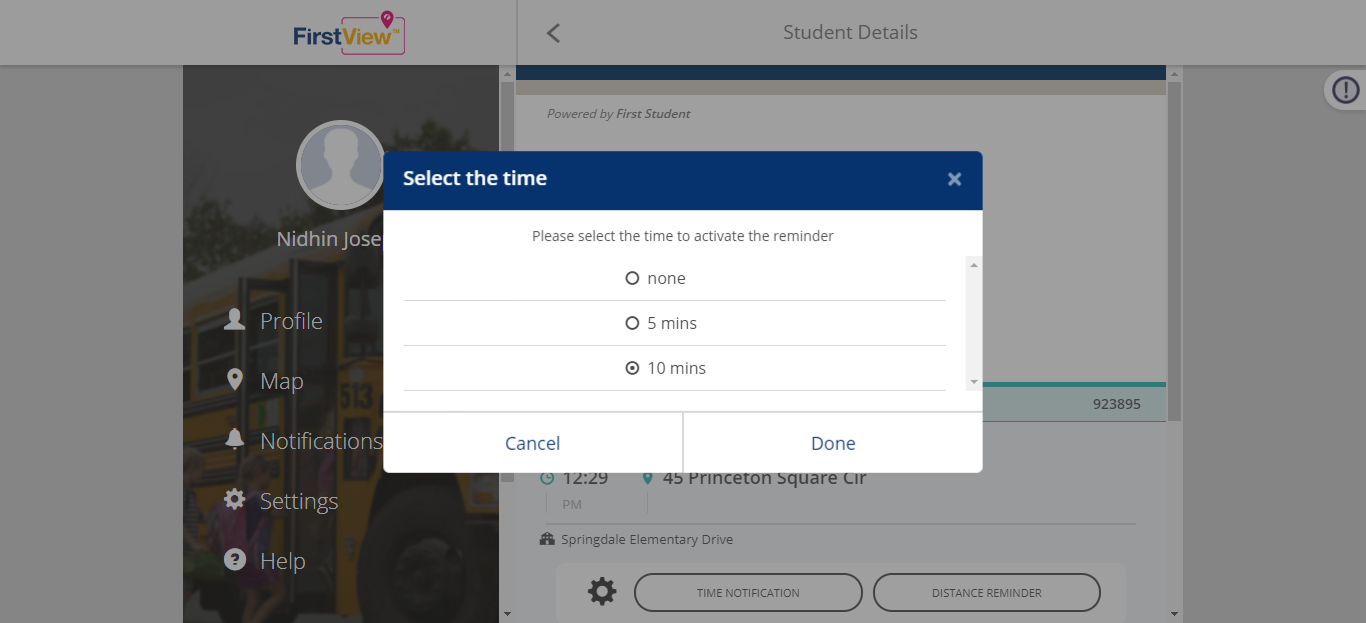 FirstView™
Student Details
Powered by First Student
Select the time
Please select the time to activate the reminder
none
5 mins
10 mins
Cancel
Done
Nidhin Jose
Profile
Map
Notifications
Settings
Help
513
923895
12:29
PM
45 Princeton Square Cir
Springdale Elementary Drive
TIME NOTIFICATION
DISTANCE REMINDER